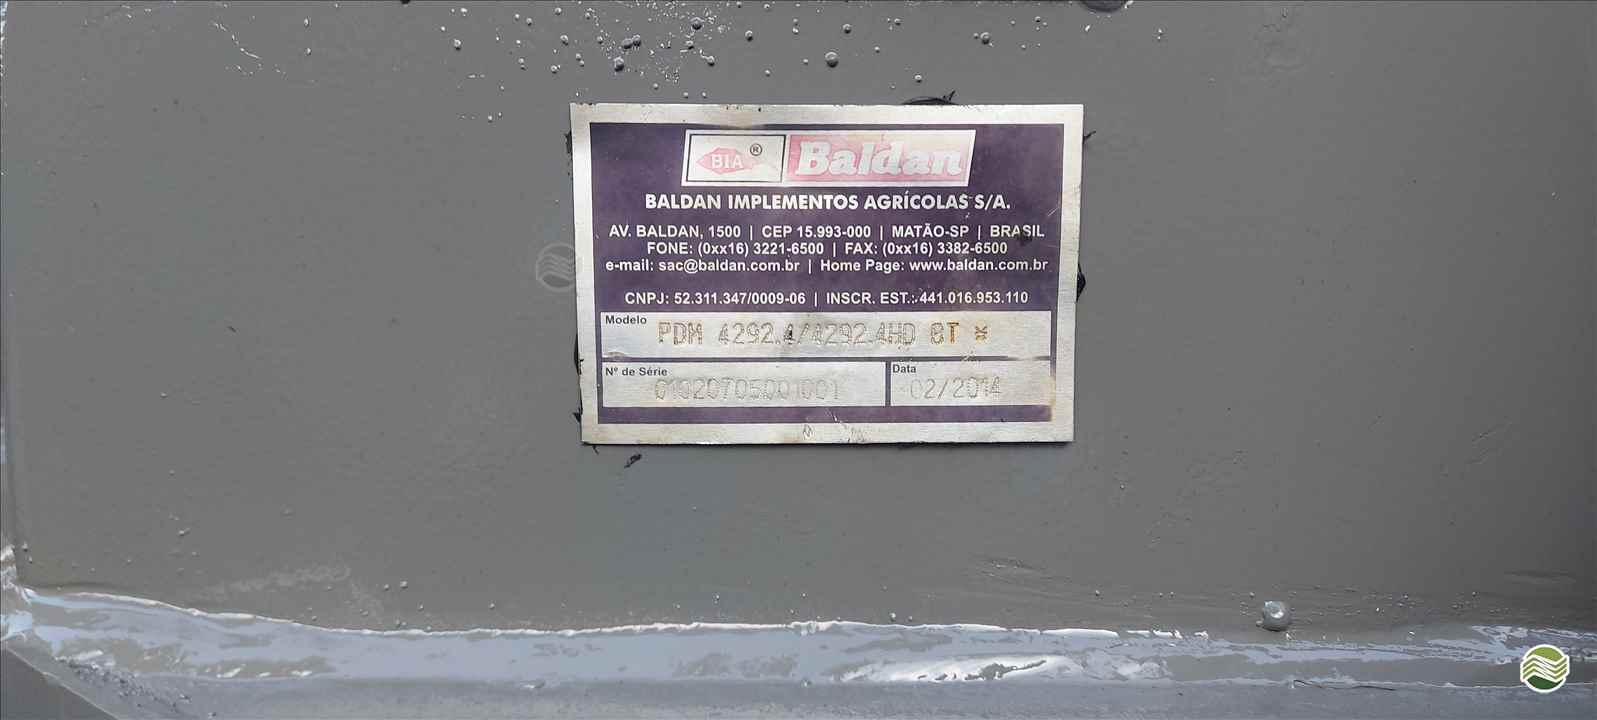 BIA ® Baldan
BALDAN IMPLEMENTOS AGRÍCOLAS S/A.
AV. BALDAN, 1500 | CEP 15.993-000 | MATÃO-SP | BRASIL
FONE: (0xx16) 3221-6500 | FAX: (0xx16) 3382-6500
e-mail: sac@baldan.com.br | Home Page: www.baldan.com.br
CNPJ: 52.311.347/0009-06 | INSCR. EST.: 441.016.953.110
Modelo
PDM 4292.4/4292.4HD
Nº de Série
Data
02/2014